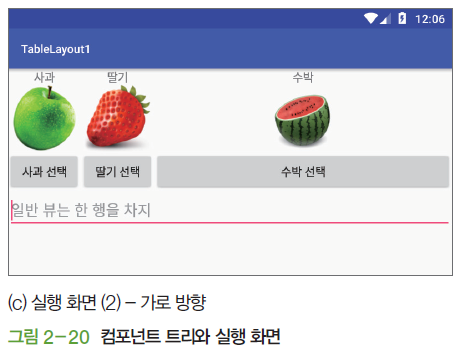 12:06
TableLayout1
사과 딸기 수박
사과 선택 딸기 선택 수박 선택
일반 뷰는 한 행을 차지
(c) 실행 화면 (2) – 가로 방향
그림 2-20 컴포넌트 트리와 실행 화면